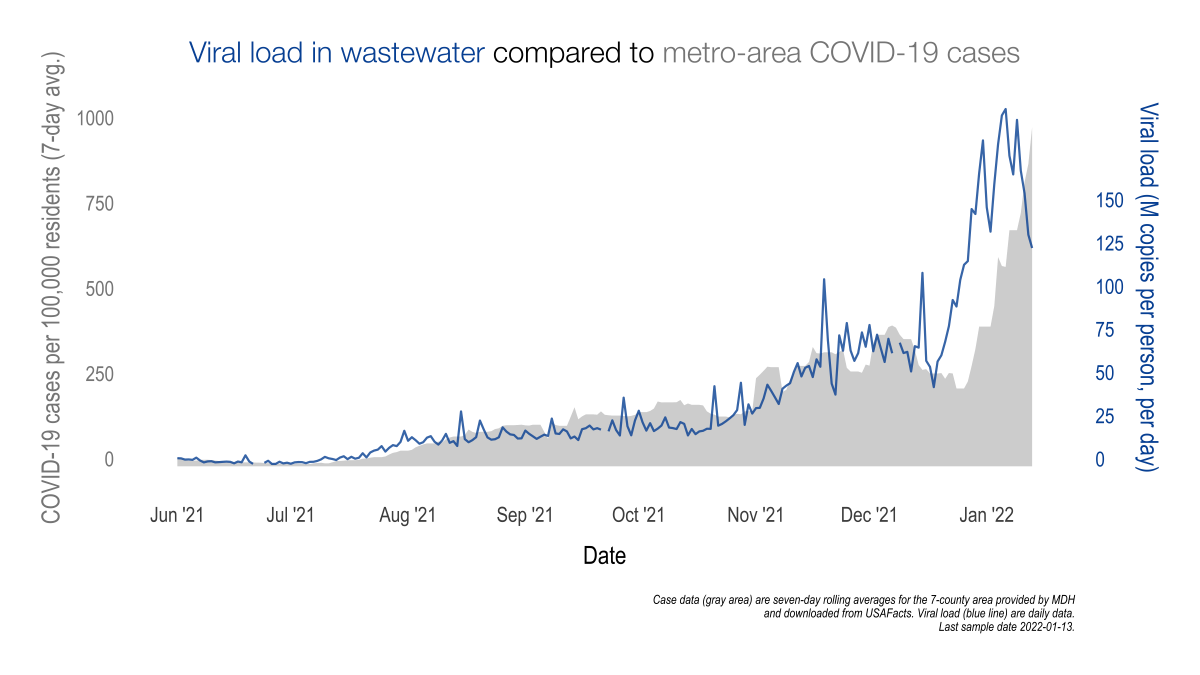 Viral load in wastewater compared to metro-area COVID-19 cases
COVID-19 cases per 100,000 residents (7-day avg.)
1000
750
500
250
0
Viral load (M copies per person, per day)
150
125
100
75
50
25
0
Jun '21 Jul '21 Aug '21 Sep '21 Oct '21 Nov '21 Dec '21 Jan '22
Date
Case data (gray area) are seven-day rolling averages for the 7-county area provided by MDH
and downloaded from USAFacts. Viral load (blue line) are daily data.
Last sample date 2022-01-13.